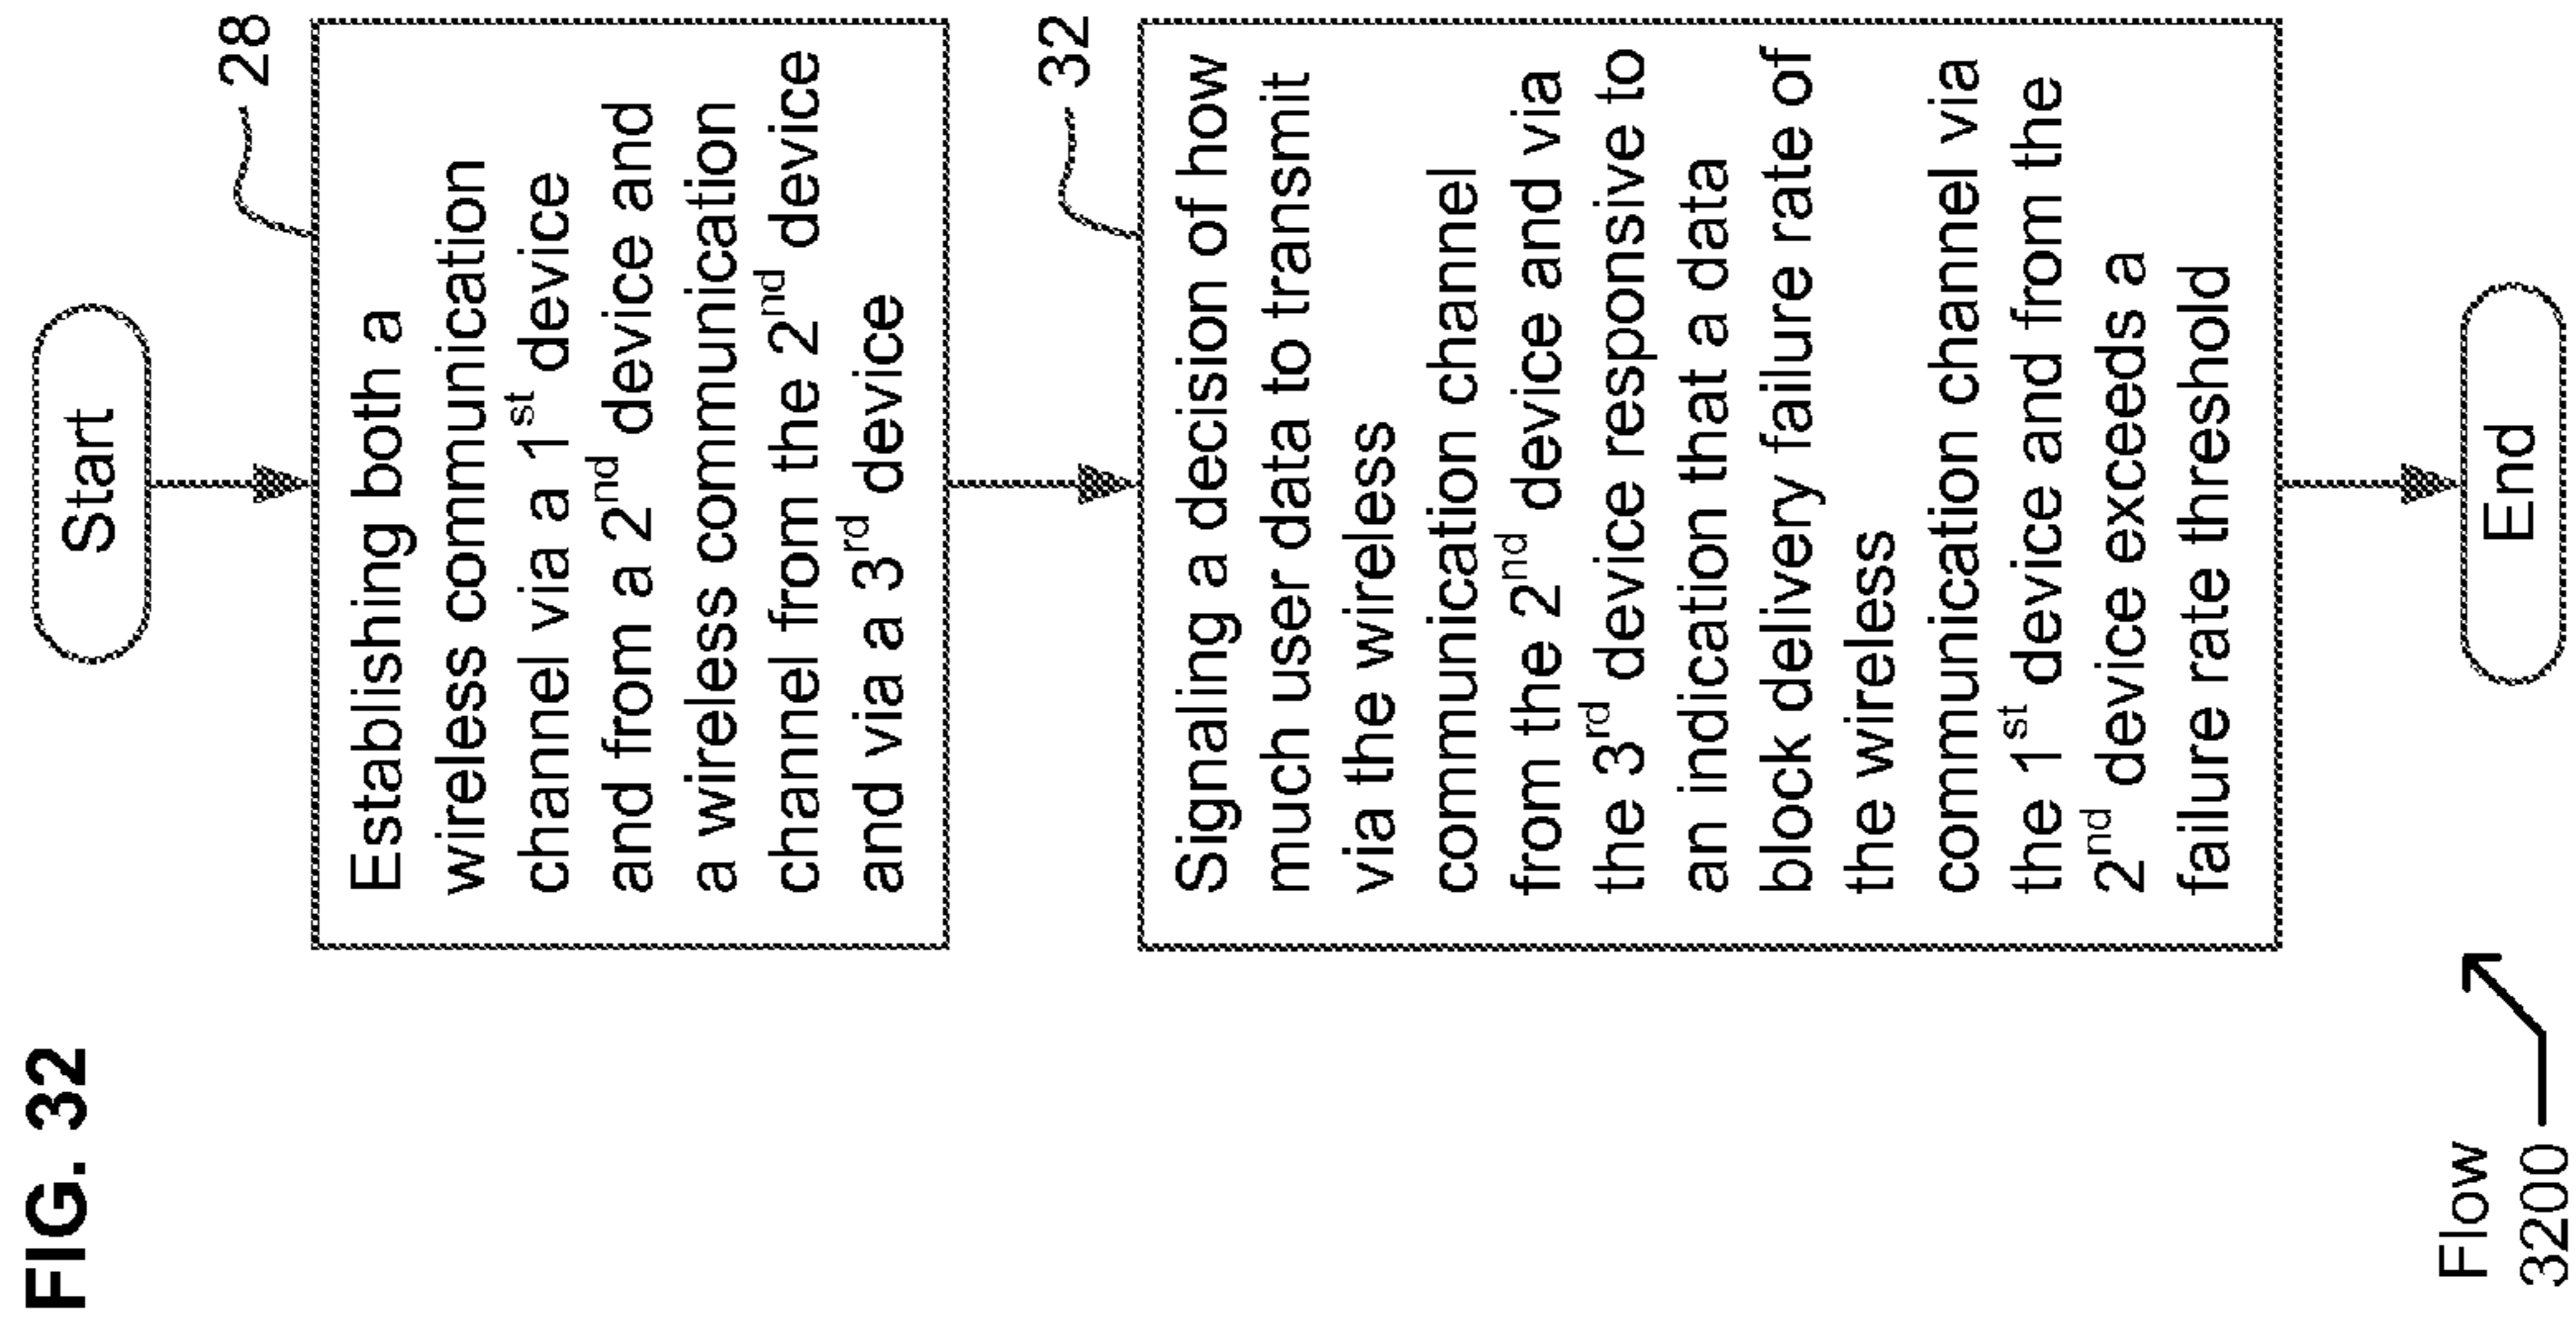 FIG. 32
Start
28
Establishing both a
wireless communication
channel via a 1st device
and from a 2nd device and
a wireless communication
channel from the 2nd device
and via a 3rd device
32
Signaling a decision of how
much user data to transmit
via the wireless
communication channel
from the 2nd device and via
the 3rd device responsive to
an indication that a data
block delivery failure rate of
the wireless
communication channel via
the 1st device and from the
2nd device exceeds a
failure rate threshold
End
Flow
3200